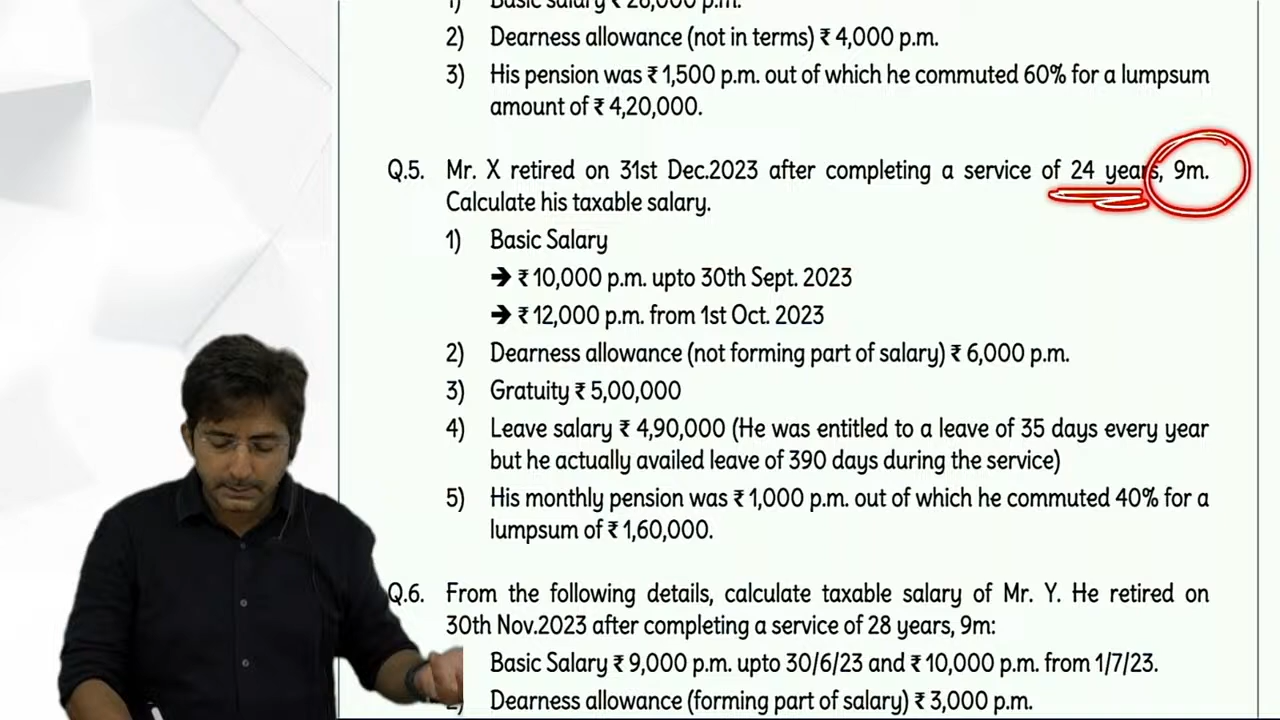 1) Basic salary ₹ 26,000 p.m.
2) Dearness allowance (not in terms) ₹ 4,000 p.m.
3) His pension was ₹ 1,500 p.m. out of which he commuted 60% for a lumpsum
amount of ₹ 4,20,000.
Q.5. Mr. X retired on 31st Dec.2023 after completing a service of 24 years, 9m.
Calculate his taxable salary.
1) Basic Salary
➔ ₹ 10,000 p.m. upto 30th Sept. 2023
➔ ₹ 12,000 p.m. from 1st Oct. 2023
2) Dearness allowance (not forming part of salary) ₹ 6,000 p.m.
3) Gratuity ₹ 5,00,000
4) Leave salary ₹ 4,90,000 (He was entitled to a leave of 35 days every year
but he actually availed leave of 390 days during the service)
5) His monthly pension was ₹ 1,000 p.m. out of which he commuted 40% for a
lumpsum of ₹ 1,60,000.
Q.6. From the following details, calculate taxable salary of Mr. Y. He retired on
30th Nov.2023 after completing a service of 28 years, 9m:
Basic Salary ₹ 9,000 p.m. upto 30/6/23 and ₹ 10,000 p.m. from 1/7/23.
2) Dearness allowance (forming part of salary) ₹ 3,000 p.m.